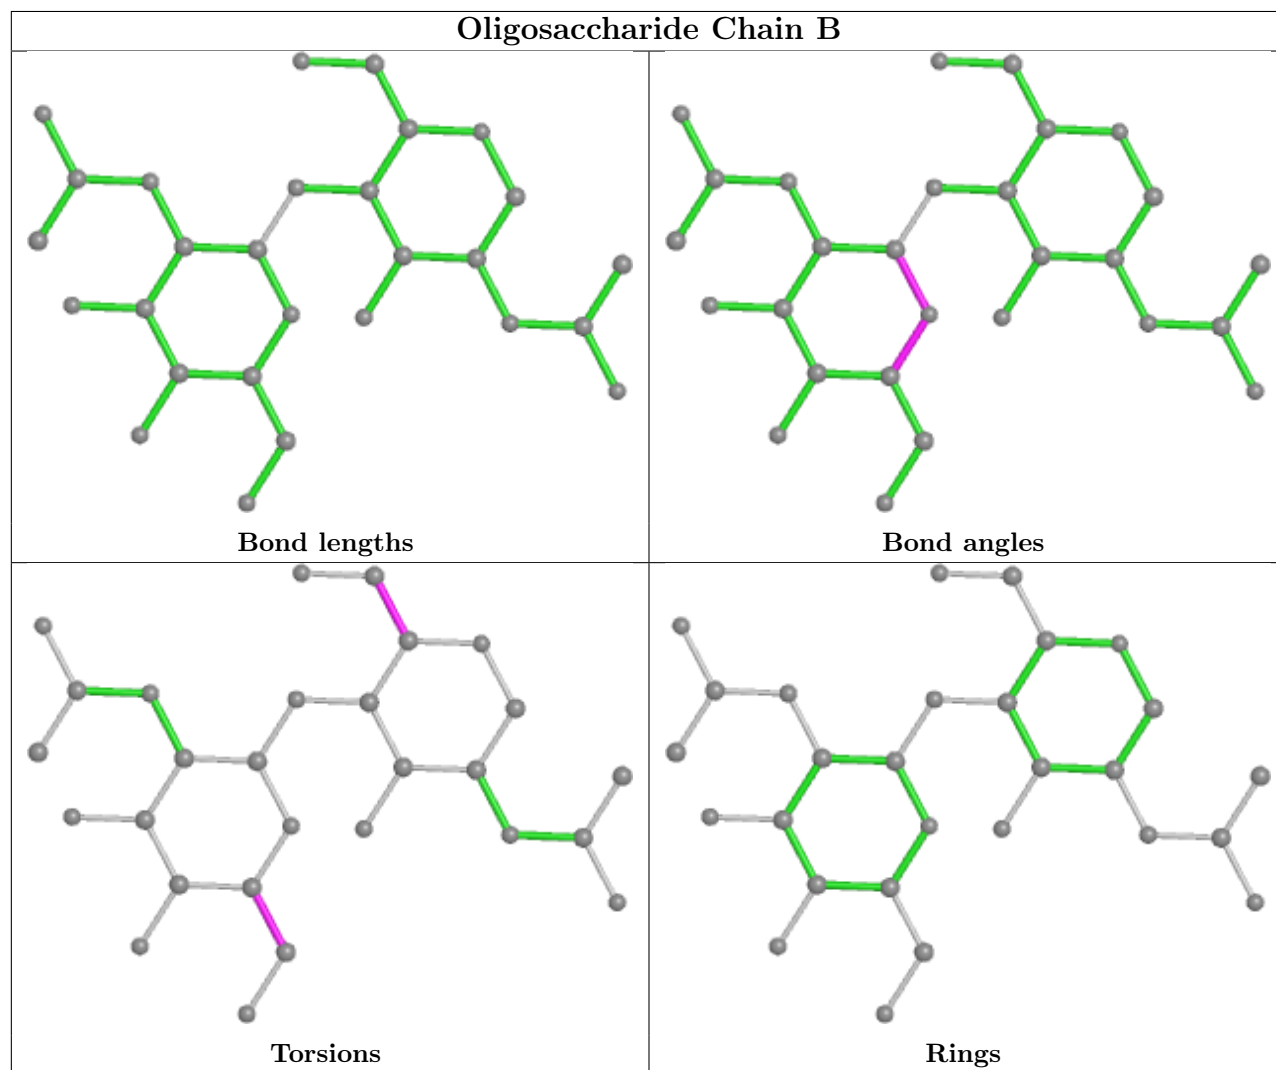 Oligosaccharide Chain B
Bond lengths
Bond angles
Torsions
Rings